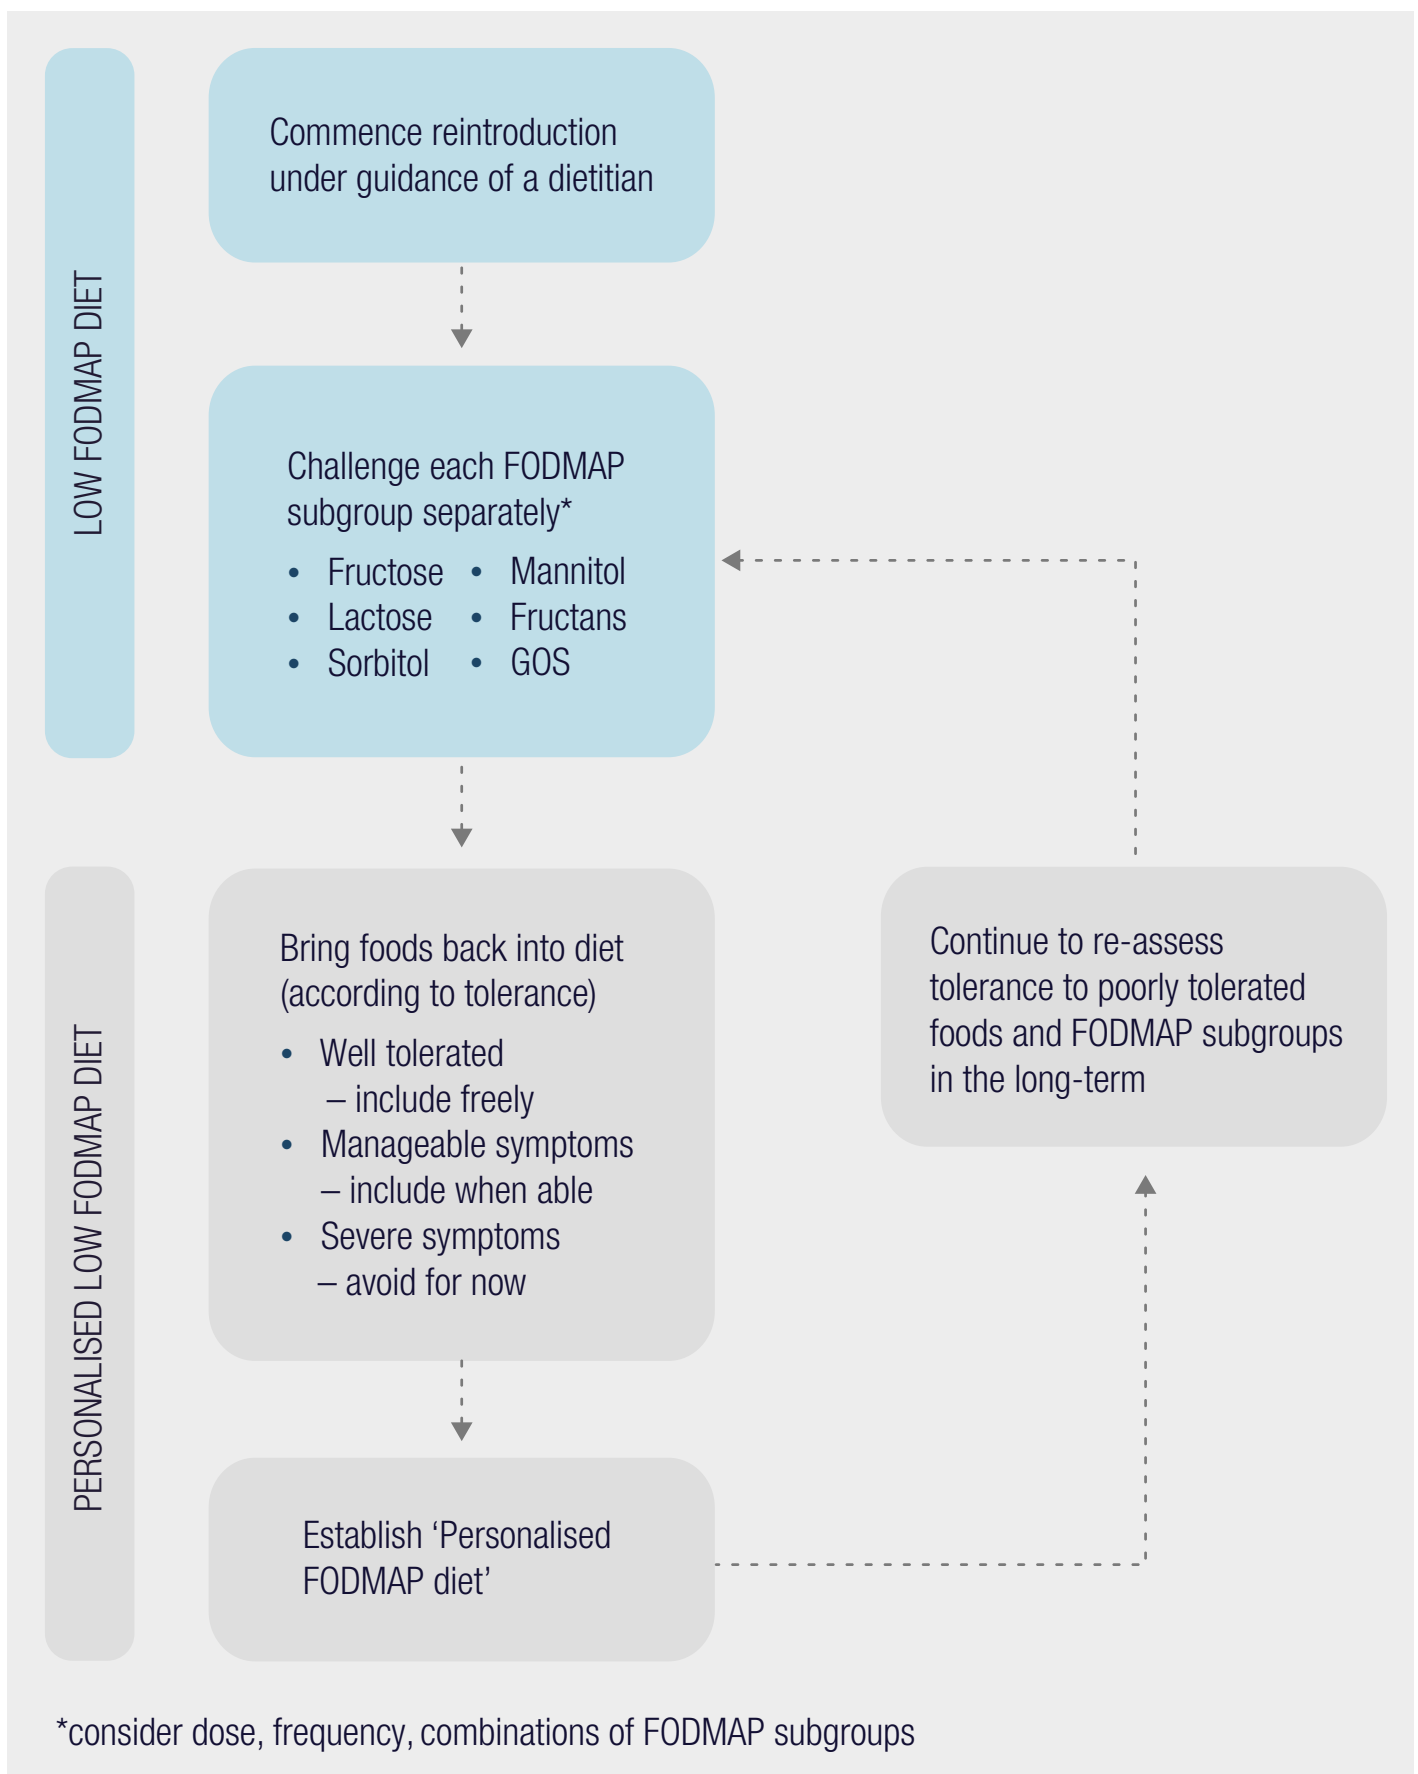 LOW FODMAP DIET
Commence reintroduction
under guidance of a dietitian
Challenge each FODMAP
subgroup separately*
• Fructose • Mannitol
• Lactose • Fructans
• Sorbitol • GOS
PERSONALISED LOW FODMAP DIET
Bring foods back into diet
(according to tolerance)
• Well tolerated
– include freely
• Manageable symptoms
– include when able
• Severe symptoms
– avoid for now
Establish ‘Personalised
FODMAP diet’
Continue to re-assess
tolerance to poorly tolerated
foods and FODMAP subgroups
in the long-term
*consider dose, frequency, combinations of FODMAP subgroups